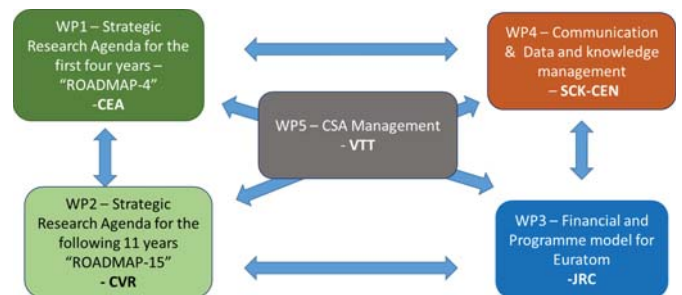 WP1 – Strategic
Research Agenda for the
first four years –
“ROADMAP-4”
-CEA
WP4 – Communication
& Data and knowledge
management
– SCK-CEN
WP5 – CSA Management
- VTT
WP2 – Strategic
Research Agenda for the
following 11 years
“ROADMAP-15”
- CVR
WP3 – Financial and
Programme model for
Euratom
-JRC